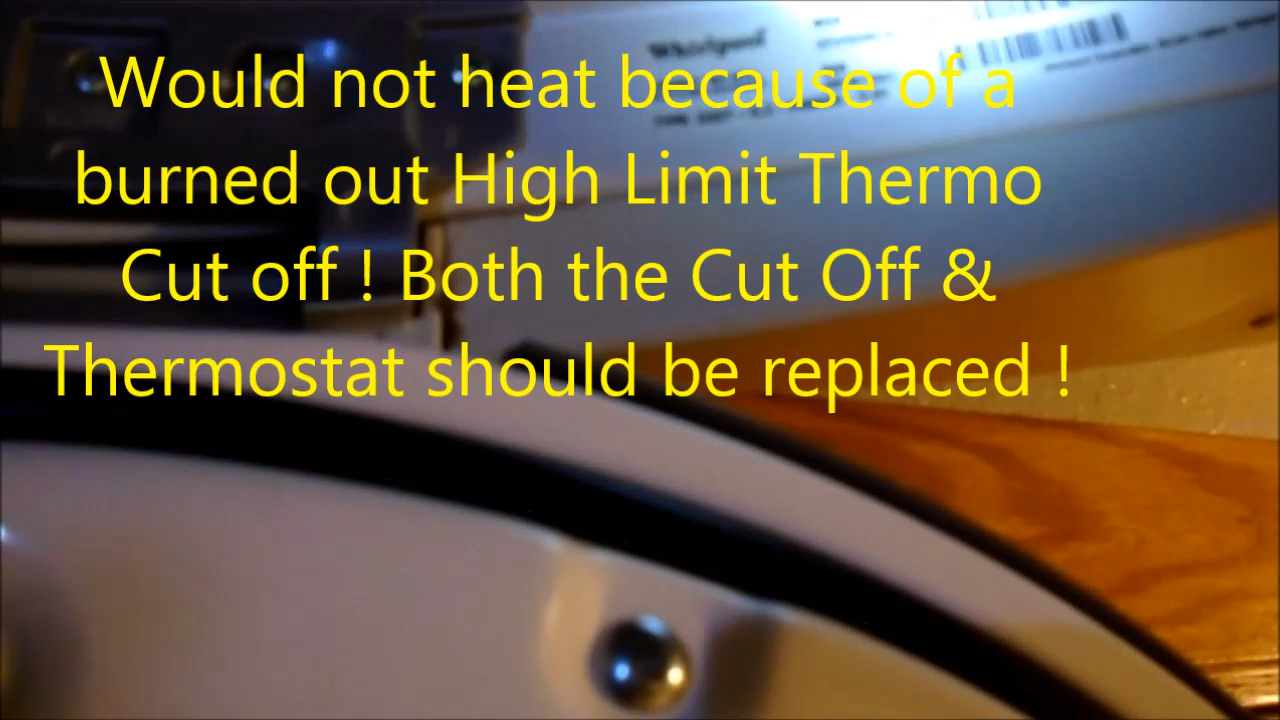 Whirlpool
Would not heat because of a
burned out High Limit Thermo
Cut off ! Both the Cut Off &
Thermostat should be replaced !